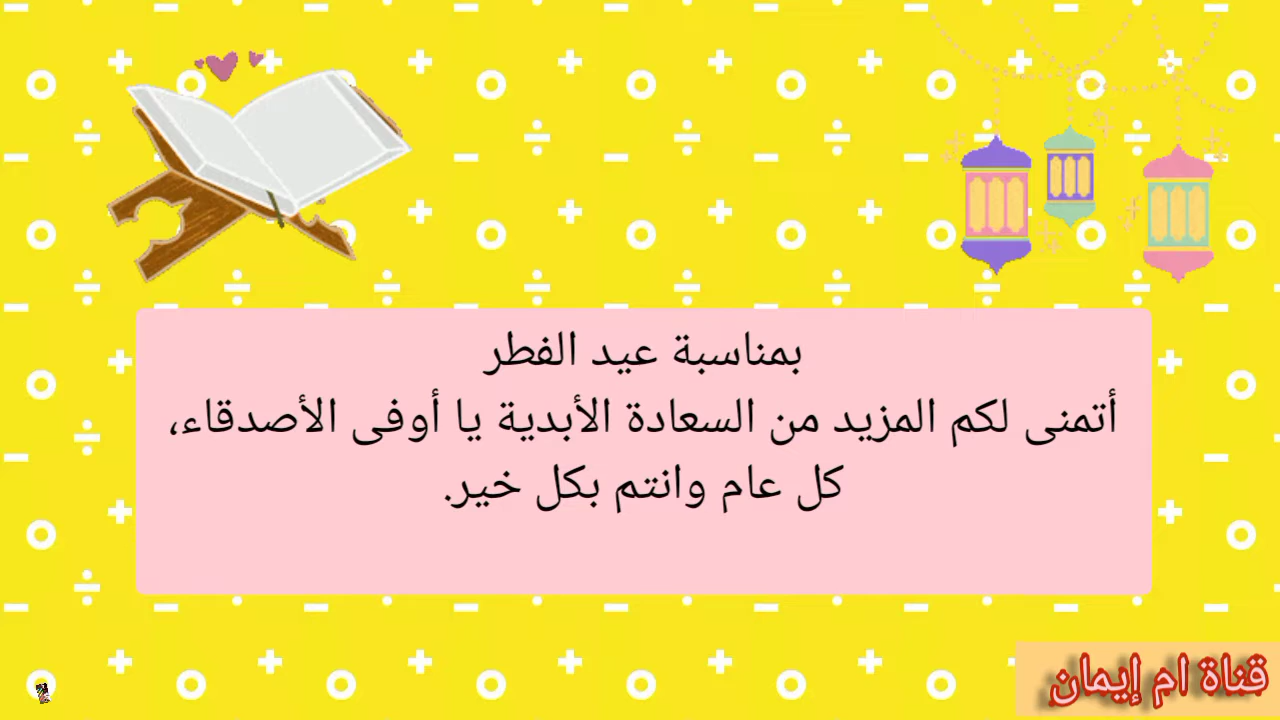 بمناسبة عيد الفطر
أتمنى لكم المزيد من السعادة الأبدية يا أوفى الأصدقاء،
كل عام وانتم بكل خير.
قناة ام إيمان